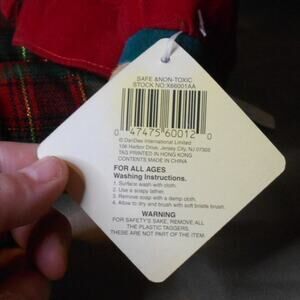 SAFE &NON-TOXIC
STOCK NO:X66001AA
0 47475 60012 0
© DanDee International Limited
106 Harbor Drive, Jersey City, NJ 07305
TAG PRINTED IN HONG KONG
CONTENTS MADE IN CHINA
FOR ALL AGES
Washing Instructions.
1. Surface wash with cloth.
2. Use a soapy lather.
3. Remove soap with a damp cloth.
4. Allow to dry and brush with soft bristle brush.
WARNING
FOR SAFETY'S SAKE, REMOVE ALL
THE PLASTIC TAGGERS.
THESE ARE NOT PART OF THE ITEM.